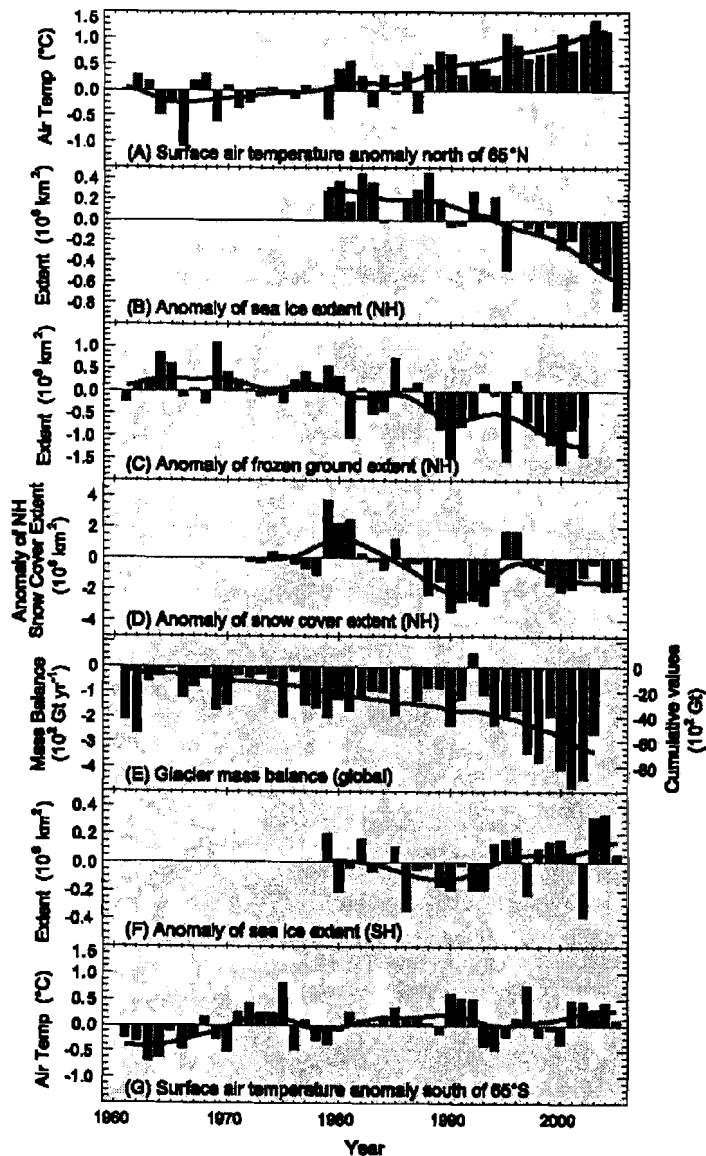 1.5
1.0
0.5
0.0
-0.5
-1.0
Air Temp (°C)
(A) Surface air temperature anomaly north of 65°N
0.4
0.2
0.0
-0.2
-0.4
-0.6
-0.8
Extent (10⁶ km²)
(B) Anomaly of sea ice extent (NH)
1.0
0.5
0.0
-0.5
-1.0
-1.5
Extent (10⁶ km²)
(C) Anomaly of frozen ground extent (NH)
4
2
0
-2
-4
Anomaly of NH
Snow Cover Extent
(10⁶ km²)
(D) Anomaly of snow cover extent (NH)
0
-1
-2
-3
-4
Mass Balance
(10² Gt yr⁻¹)
0
-20
-40
-60
-80
Cumulative values
(10² Gt)
(E) Glacier mass balance (global)
0.4
0.2
0.0
-0.2
-0.4
Extent (10⁶ km²)
(F) Anomaly of sea ice extent (SH)
1.5
1.0
0.5
0.0
-0.5
-1.0
Air Temp (°C)
(G) Surface air temperature anomaly south of 65°S
1960 1970 1980 1990 2000
Year